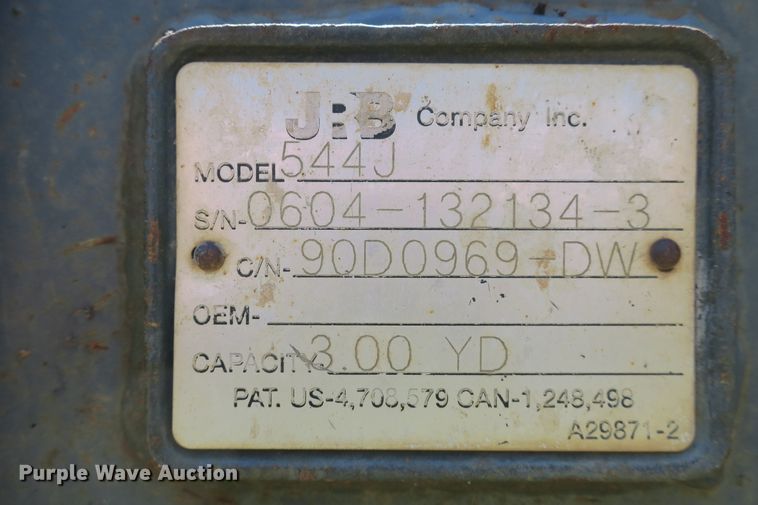 JRB Company Inc.
MODEL 544J
S/N- 0604-132134-3
C/N- 90D0969-DW
OEM-
CAPACITY- 3.00 YD
PAT. US-4,708,579 CAN-1,248,498
A29871-2
Purple Wave Auction